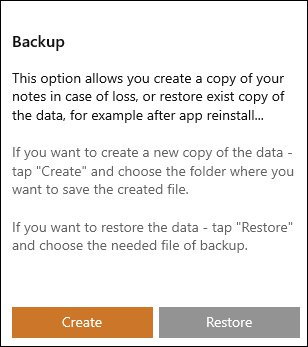 Backup
This option allows you create a copy of your
notes in case of loss, or restore exist copy of
the data, for example after app reinstall...
If you want to create a new copy of the data -
tap "Create" and choose the folder where you
want to save the created file.
If you want to restore the data - tap "Restore"
and choose the needed file of backup.
Create
Restore